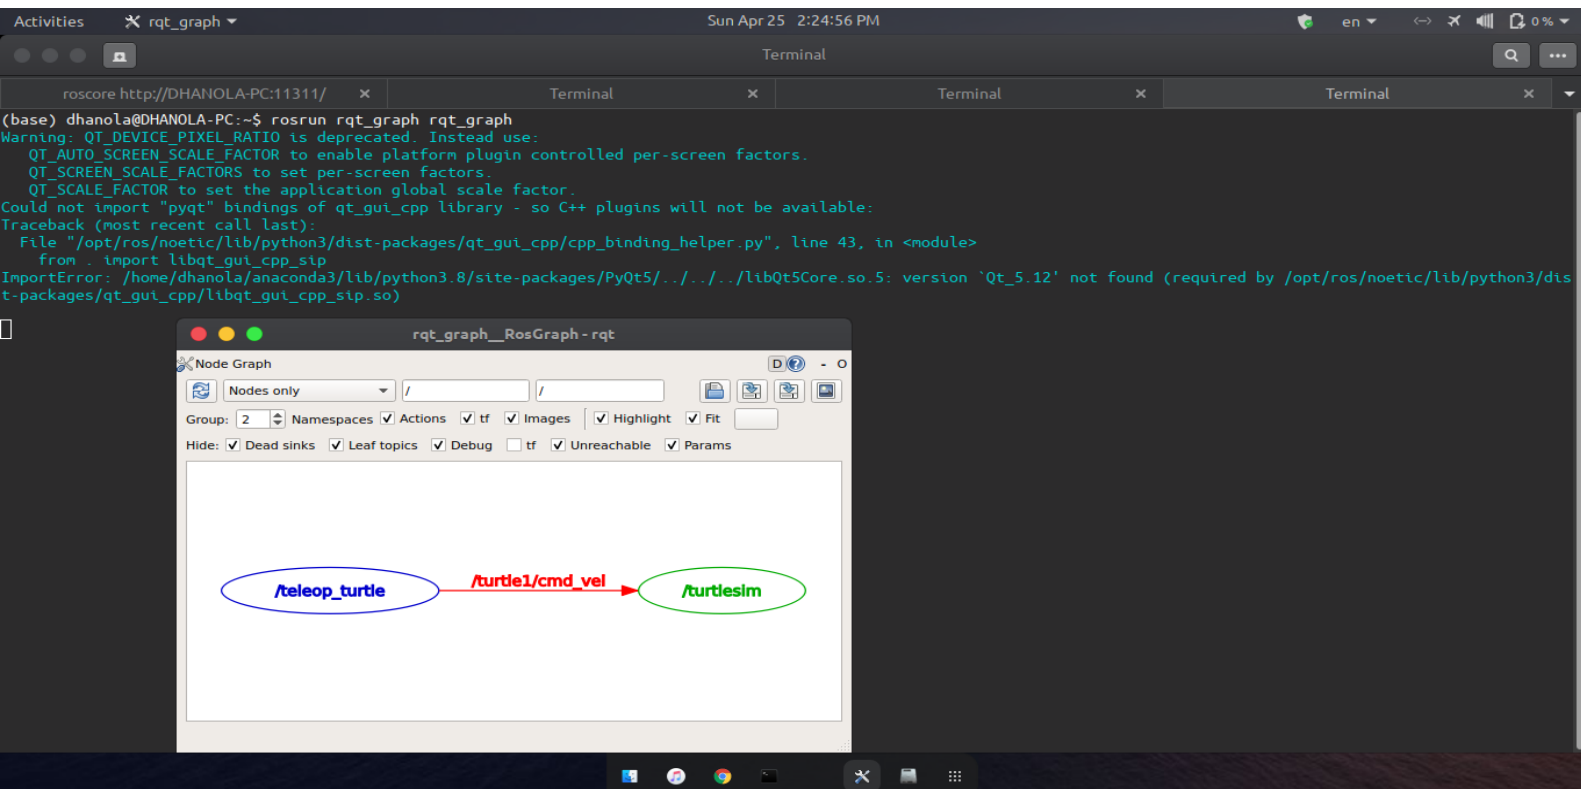 Activities rqt_graph Sun Apr 25 2:24:56 PM en 0 %
Terminal
roscore http://DHANOLA-PC:11311/ Terminal Terminal Terminal
(base) dhanola@DHANOLA-PC:~$ rosrun rqt_graph rqt_graph
Warning: QT_DEVICE_PIXEL_RATIO is deprecated. Instead use:
QT_AUTO_SCREEN_SCALE_FACTOR to enable platform plugin controlled per-screen factors.
QT_SCREEN_SCALE_FACTORS to set per-screen factors.
QT_SCALE_FACTOR to set the application global scale factor.
Could not import "pyqt" bindings of qt_gui_cpp library - so C++ plugins will not be available:
Traceback (most recent call last):
File "/opt/ros/noetic/lib/python3/dist-packages/qt_gui_cpp/cpp_binding_helper.py", line 43, in <module>
from . import libqt_gui_cpp_sip
ImportError: /home/dhanola/anaconda3/lib/python3.8/site-packages/PyQt5/../../../libQt5Core.so.5: version `Qt_5.12' not found (required by /opt/ros/noetic/lib/python3/dis
t-packages/qt_gui_cpp/libqt_gui_cpp_sip.so)
rqt_graph__RosGraph - rqt
Node Graph D ? - O
Nodes only / /
Group: 2 Namespaces Actions tf Images Highlight Fit
Hide: Dead sinks Leaf topics Debug tf Unreachable Params
/teleop_turtle /turtle1/cmd_vel /turtlesim